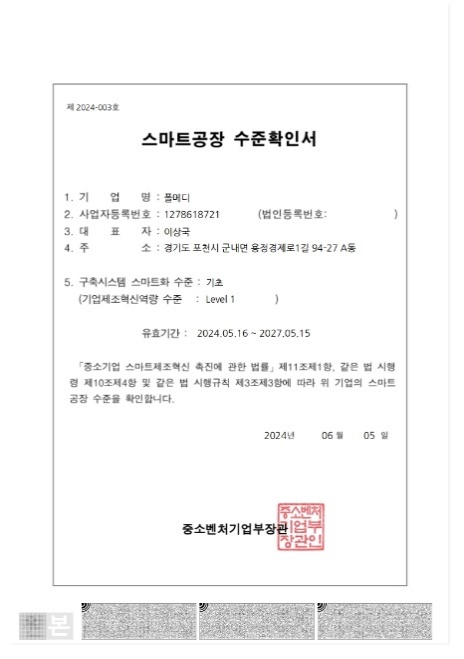 제 2024-003호
스마트공장 수준확인서
1. 기 업 명 : 플메디
2. 사업자등록번호 : 1278618721 (법인등록번호: )
3. 대 표 자 : 이상국
4. 주 소 : 경기도 포천시 군내면 용정경제로1길 94-27 A동
5. 구축시스템 스마트화 수준 : 기초
(기업제조혁신역량 수준 : Level 1 )
유효기간 : 2024.05.16 ~ 2027.05.15
「중소기업 스마트제조혁신 촉진에 관한 법률」제11조제1항, 같은 법 시행
령 제10조제4항 및 같은 법 시행규칙 제3조제3항에 따라 위 기업의 스마트
공장 수준을 확인합니다.
2024년 06월 05일
중소벤처기업부장관
중소벤처
기업부
장관인
본